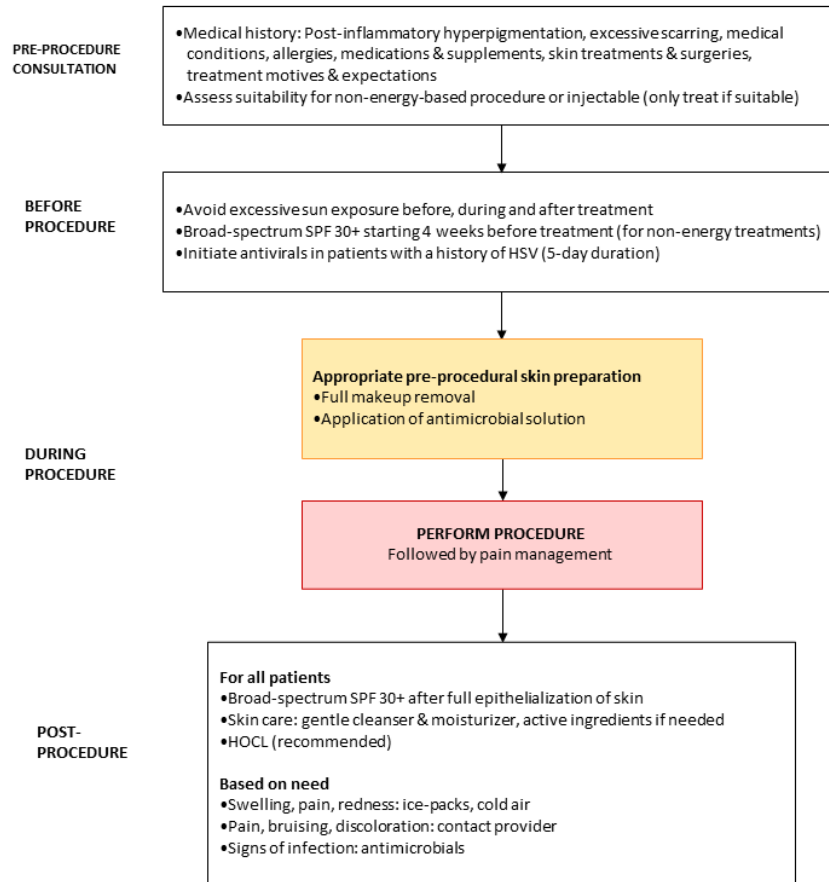 PRE-PROCEDURE
CONSULTATION
•Medical history: Post-inflammatory hyperpigmentation, excessive scarring, medical
conditions, allergies, medications & supplements, skin treatments & surgeries,
treatment motives & expectations
•Assess suitability for non-energy-based procedure or injectable (only treat if suitable)
BEFORE
PROCEDURE
•Avoid excessive sun exposure before, during and after treatment
•Broad-spectrum SPF 30+ starting 4 weeks before treatment (for non-energy treatments)
•Initiate antivirals in patients with a history of HSV (5-day duration)
DURING
PROCEDURE
Appropriate pre-procedural skin preparation
•Full makeup removal
•Application of antimicrobial solution
PERFORM PROCEDURE
Followed by pain management
POST-
PROCEDURE
For all patients
•Broad-spectrum SPF 30+ after full epithelialization of skin
•Skin care: gentle cleanser & moisturizer, active ingredients if needed
•HOCL (recommended)
Based on need
•Swelling, pain, redness: ice-packs, cold air
•Pain, bruising, discoloration: contact provider
•Signs of infection: antimicrobials